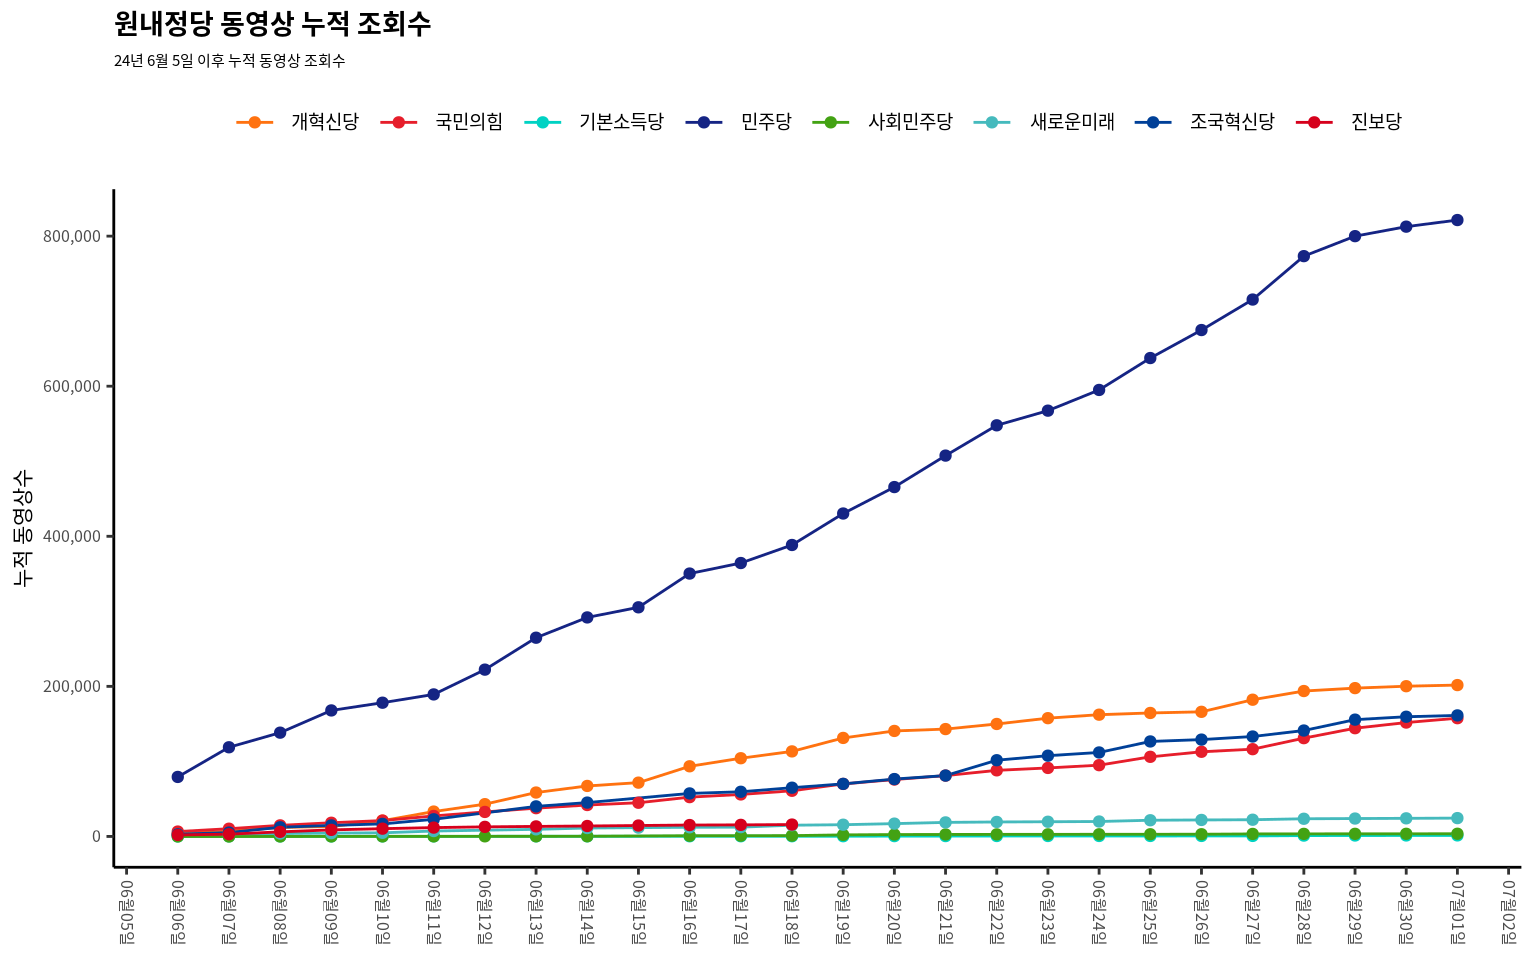 원내정당 동영상 누적 조회수
24년 6월 5일 이후 누적 동영상 조회수
개혁신당 국민의힘 기본소득당 민주당 사회민주당 새로운미래 조국혁신당 진보당
누적 동영상수
800,000
600,000
400,000
200,000
0
06월05일
06월06일
06월07일
06월08일
06월09일
06월10일
06월11일
06월12일
06월13일
06월14일
06월15일
06월16일
06월17일
06월18일
06월19일
06월20일
06월21일
06월22일
06월23일
06월24일
06월25일
06월26일
06월27일
06월28일
06월29일
06월30일
07월01일
07월02일